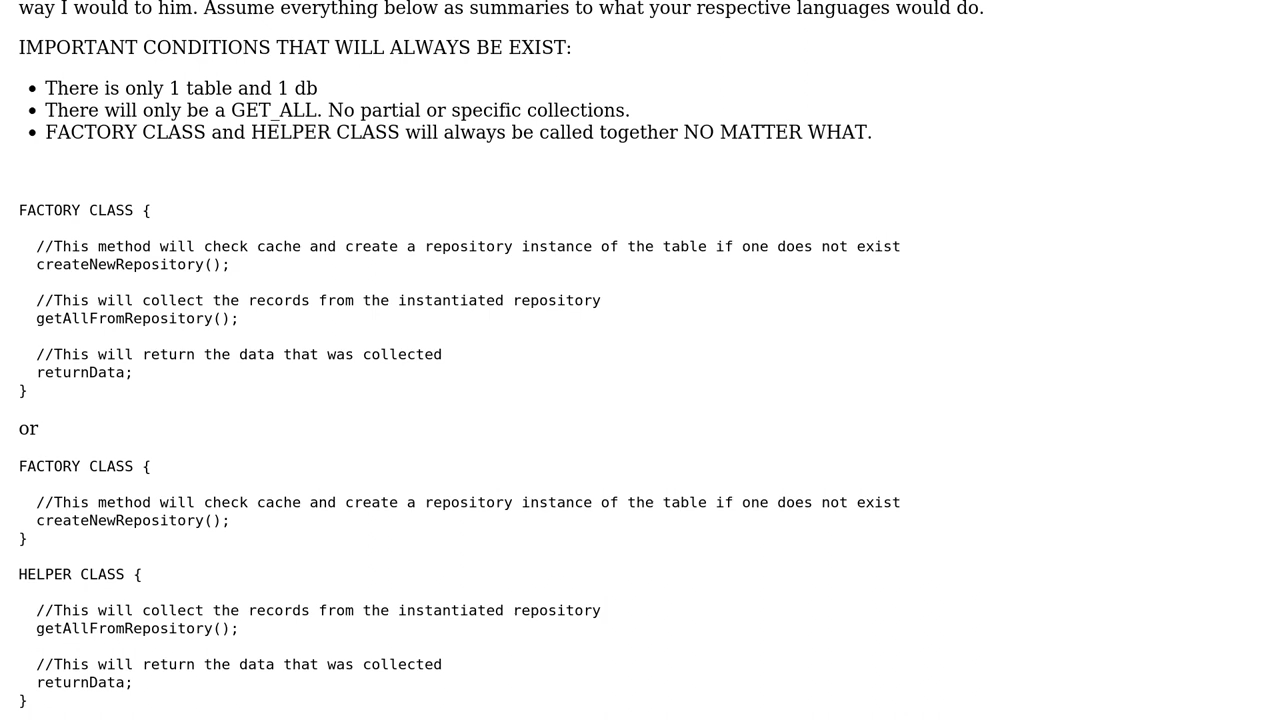 way I would to him. Assume everything below as summaries to what your respective languages would do.
IMPORTANT CONDITIONS THAT WILL ALWAYS BE EXIST:
• There is only 1 table and 1 db
• There will only be a GET_ALL. No partial or specific collections.
• FACTORY CLASS and HELPER CLASS will always be called together NO MATTER WHAT.
FACTORY CLASS {
//This method will check cache and create a repository instance of the table if one does not exist
createNewRepository();
//This will collect the records from the instantiated repository
getAllFromRepository();
//This will return the data that was collected
returnData;
}
or
FACTORY CLASS {
//This method will check cache and create a repository instance of the table if one does not exist
createNewRepository();
}
HELPER CLASS {
//This will collect the records from the instantiated repository
getAllFromRepository();
//This will return the data that was collected
returnData;
}